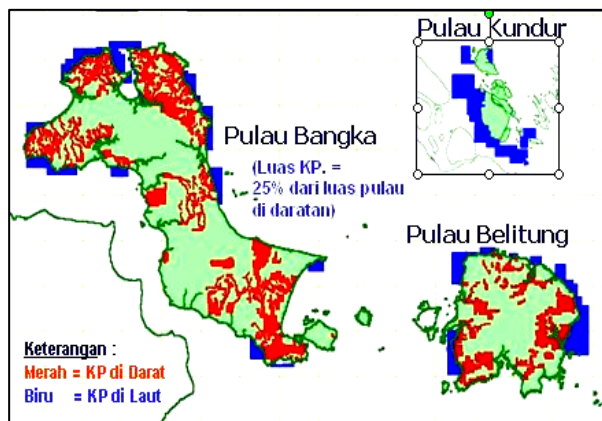 Pulau Kundur
Pulau Bangka
(Luas KP. =
25% dari luas pulau
di daratan)
Pulau Belitung
Keterangan :
Merah = KP di Darat
Biru = KP di Laut